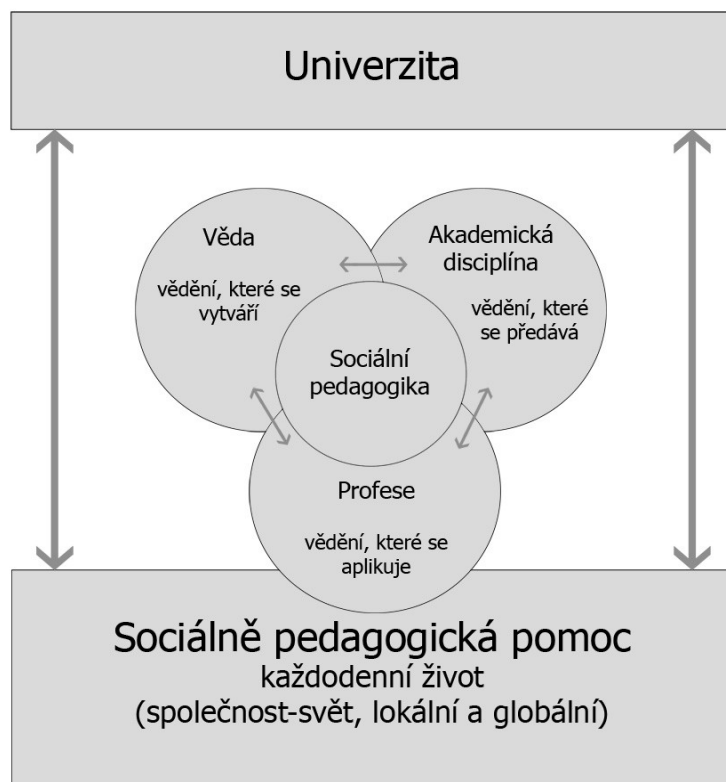 Univerzita
Věda
vědění, které se
vytváří
Akademická
disciplína
vědění, které
se předává
Sociální
pedagogika
Profese
vědění, které se
aplikuje
Sociálně pedagogická pomoc
každodenní život
(společnost-svět, lokální a globální)